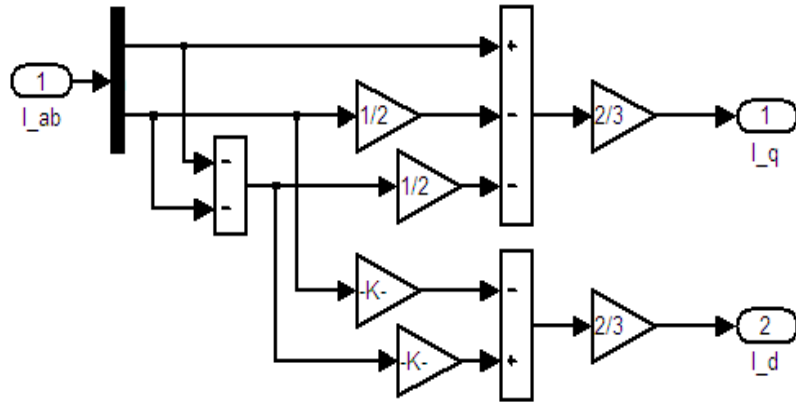 1
I_ab
-
-
1/2
1/2
+
-
-
2/3
1
I_q
-K-
-K-
-
+
2/3
2
I_d